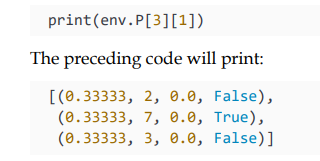 print(env.P[3][1])
The preceding code will print:
[(0.33333, 2, 0.0, False),
(0.33333, 7, 0.0, True),
(0.33333, 3, 0.0, False)]